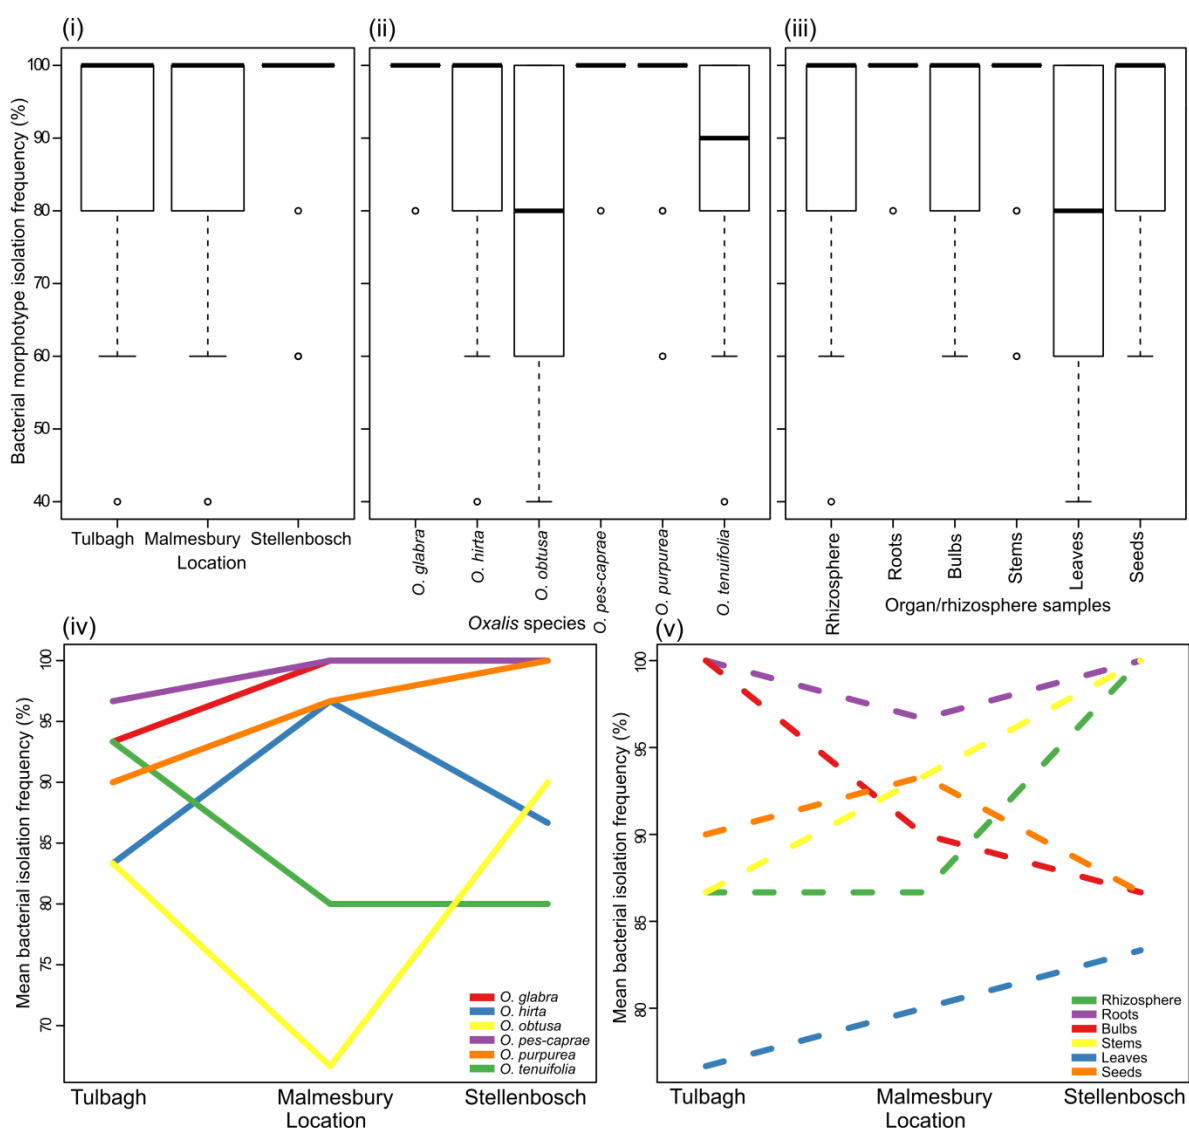 (i)
(ii)
(iii)
Bacterial morphotype isolation frequency (%)
100
90
80
70
60
50
40
Tulbagh Malmesbury Stellenbosch
Location
O. glabra
O. hirta
O. obtusa
O. pes-caprae
O. purpurea
O. tenuifolia
Oxalis species
Rhizosphere
Roots
Bulbs
Stems
Leaves
Seeds
Organ/rhizosphere samples
(iv)
Mean bacterial isolation frequency (%)
100
95
90
85
80
75
70
O. glabra
O. hirta
O. obtusa
O. pes-caprae
O. purpurea
O. tenuifolia
Tulbagh Malmesbury Stellenbosch
Location
(v)
Mean bacterial isolation frequency (%)
100
95
90
85
80
Rhizosphere
Roots
Bulbs
Stems
Leaves
Seeds
Tulbagh Malmesbury Stellenbosch
Location